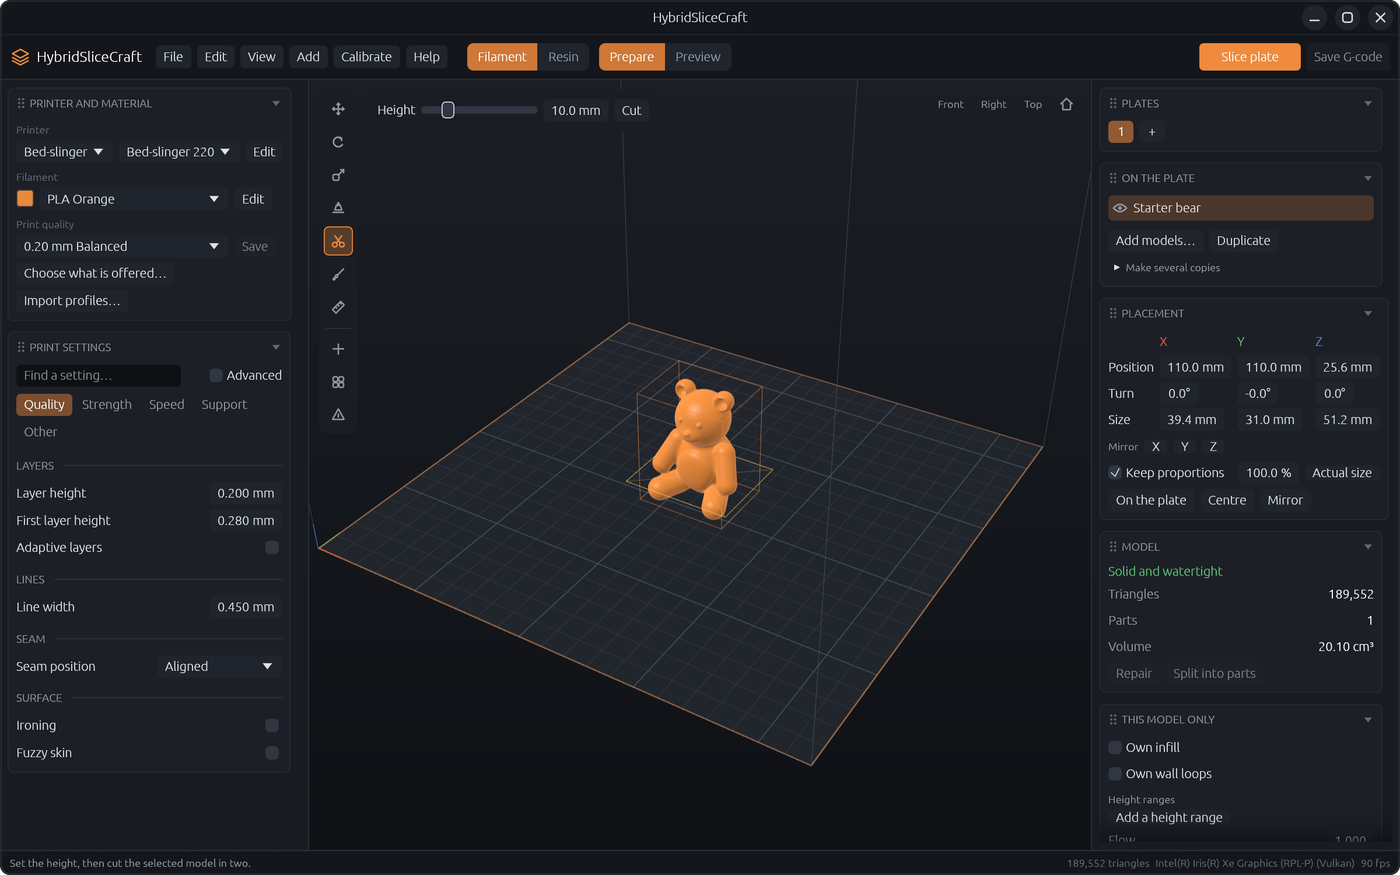 HybridSliceCraft
HybridSliceCraft File Edit View Add Calibrate Help Filament Resin Prepare Preview Slice plate Save G-code
PRINTER AND MATERIAL
Printer
Bed-slinger Bed-slinger 220 Edit
Filament
PLA Orange Edit
Print quality
0.20 mm Balanced Save
Choose what is offered…
Import profiles…
PRINT SETTINGS
Find a setting… Advanced
Quality Strength Speed Support
Other
LAYERS
Layer height 0.200 mm
First layer height 0.280 mm
Adaptive layers
LINES
Line width 0.450 mm
SEAM
Seam position Aligned
SURFACE
Ironing
Fuzzy skin
Height 10.0 mm Cut
Front Right Top
PLATES
1 +
ON THE PLATE
Starter bear
Add models… Duplicate
Make several copies
PLACEMENT
X Y Z
Position 110.0 mm 110.0 mm 25.6 mm
Turn 0.0° -0.0° 0.0°
Size 39.4 mm 31.0 mm 51.2 mm
Mirror X Y Z
Keep proportions 100.0 % Actual size
On the plate Centre Mirror
MODEL
Solid and watertight
Triangles 189,552
Parts 1
Volume 20.10 cm³
Repair Split into parts
THIS MODEL ONLY
Own infill
Own wall loops
Height ranges
Add a height range
Flow 1.000
Set the height, then cut the selected model in two.
189,552 triangles Intel(R) Iris(R) Xe Graphics (RPL-P) (Vulkan) 90 fps